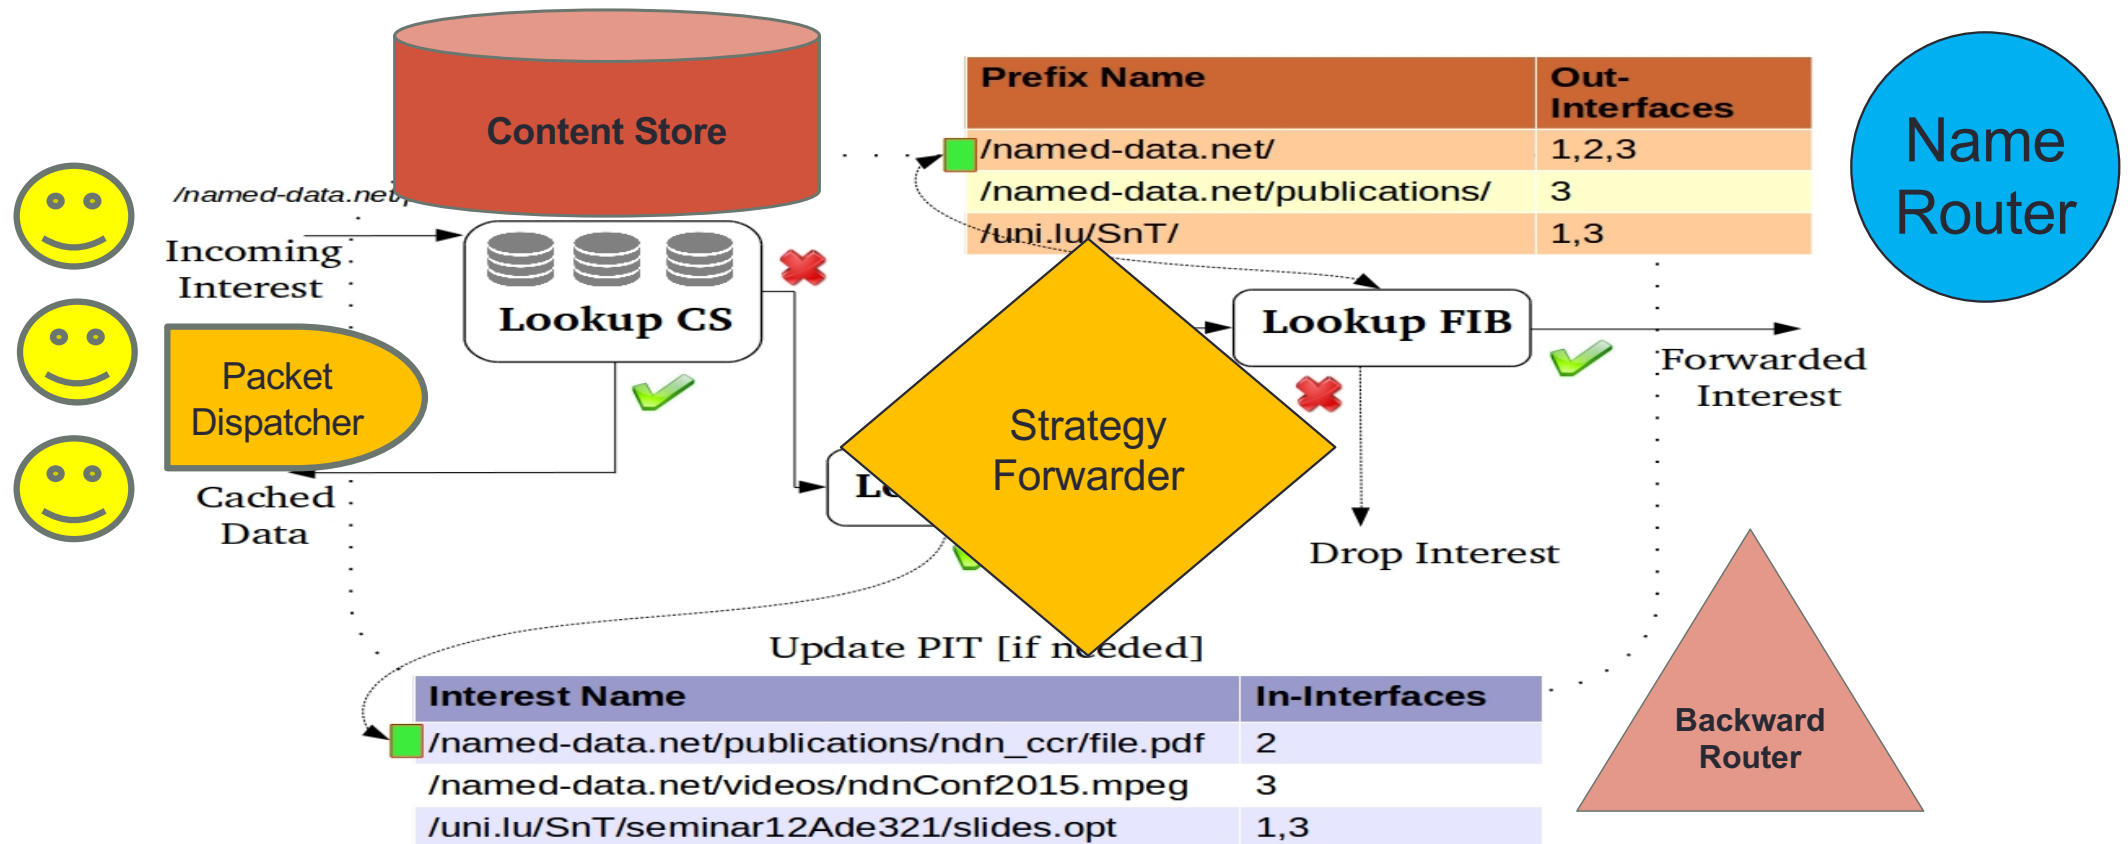 Content Store
Prefix Name
Out-
Interfaces
/named-data.net/
1,2,3
/named-data.net/publications/
3
/uni.lu/SnT/
1,3
Name
Router
/named-data.net/
Incoming
Interest
Lookup CS
Lookup FIB
Forwarded
Interest
Packet
Dispatcher
Strategy
Forwarder
Cached
Data
Drop Interest
Update PIT [if needed]
Interest Name
In-Interfaces
/named-data.net/publications/ndn_ccr/file.pdf
2
/named-data.net/videos/ndnConf2015.mpeg
3
/uni.lu/SnT/seminar12Ade321/slides.opt
1,3
Backward
Router